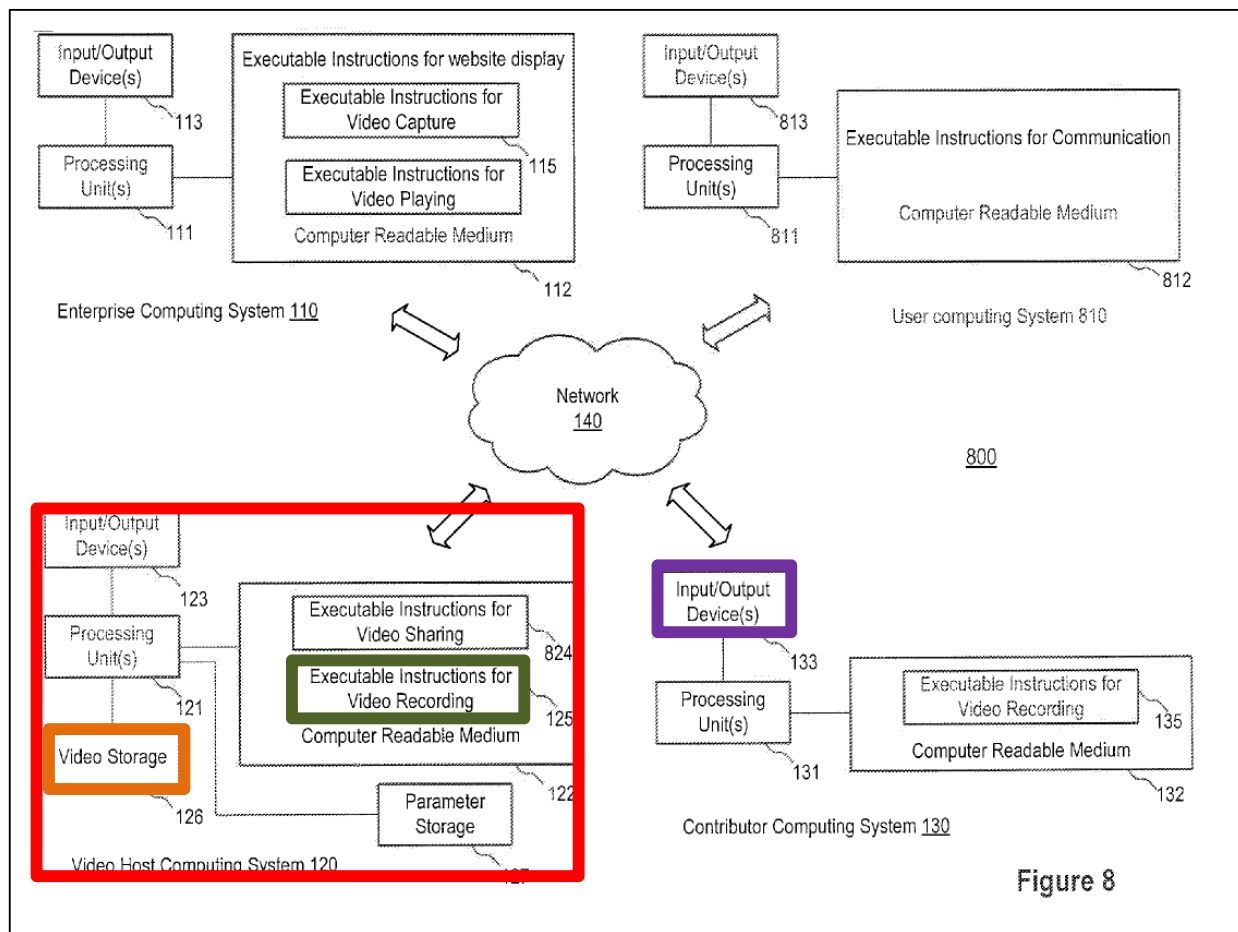 Input/Output
Device(s)
113
Processing
Unit(s)
111
Executable Instructions for website display
Executable Instructions for
Video Capture
115
Executable Instructions for
Video Playing
Computer Readable Medium
112
Enterprise Computing System 110
Input/Output
Device(s)
813
Processing
Unit(s)
811
Executable Instructions for Communication
Computer Readable Medium
812
User computing System 810
Network
140
800
Input/Output
Device(s)
123
Processing
Unit(s)
121
Video Storage
126
Executable Instructions for
Video Sharing
824
Executable Instructions for
Video Recording
125
Computer Readable Medium
122
Parameter
Storage
127
Video Host Computing System 120
Input/Output
Device(s)
133
Processing
Unit(s)
131
Executable Instructions for
Video Recording
135
Computer Readable Medium
132
Contributor Computing System 130
Figure 8